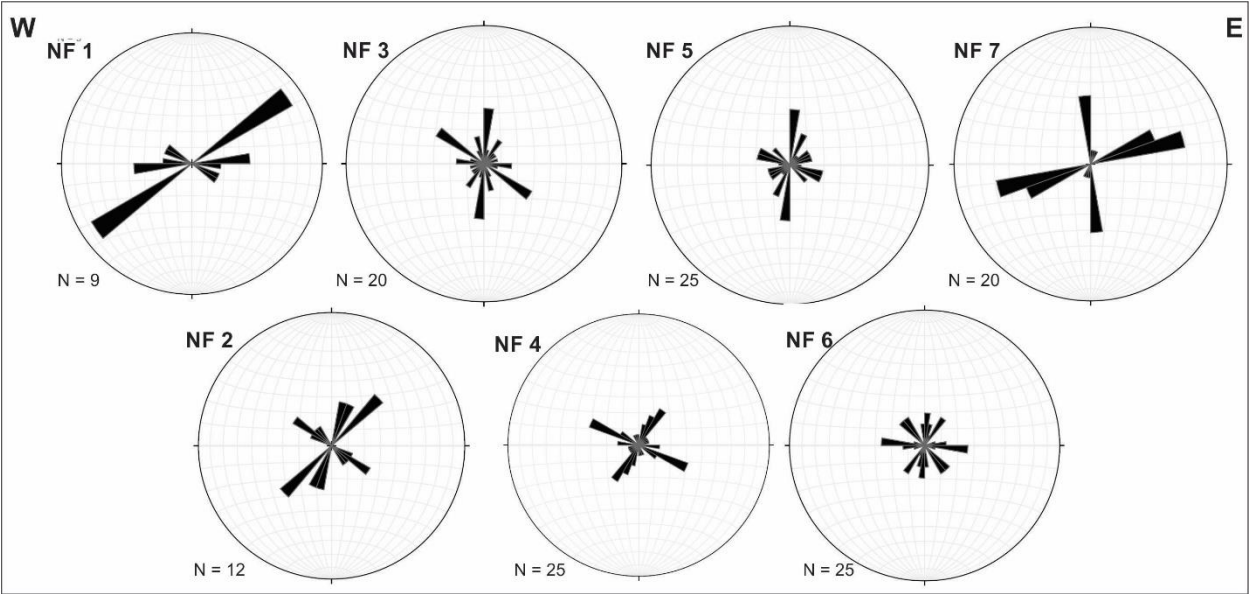 W
E
NF 1
NF 3
NF 5
NF 7
N = 9
N = 20
N = 25
N = 20
NF 2
NF 4
NF 6
N = 12
N = 25
N = 25